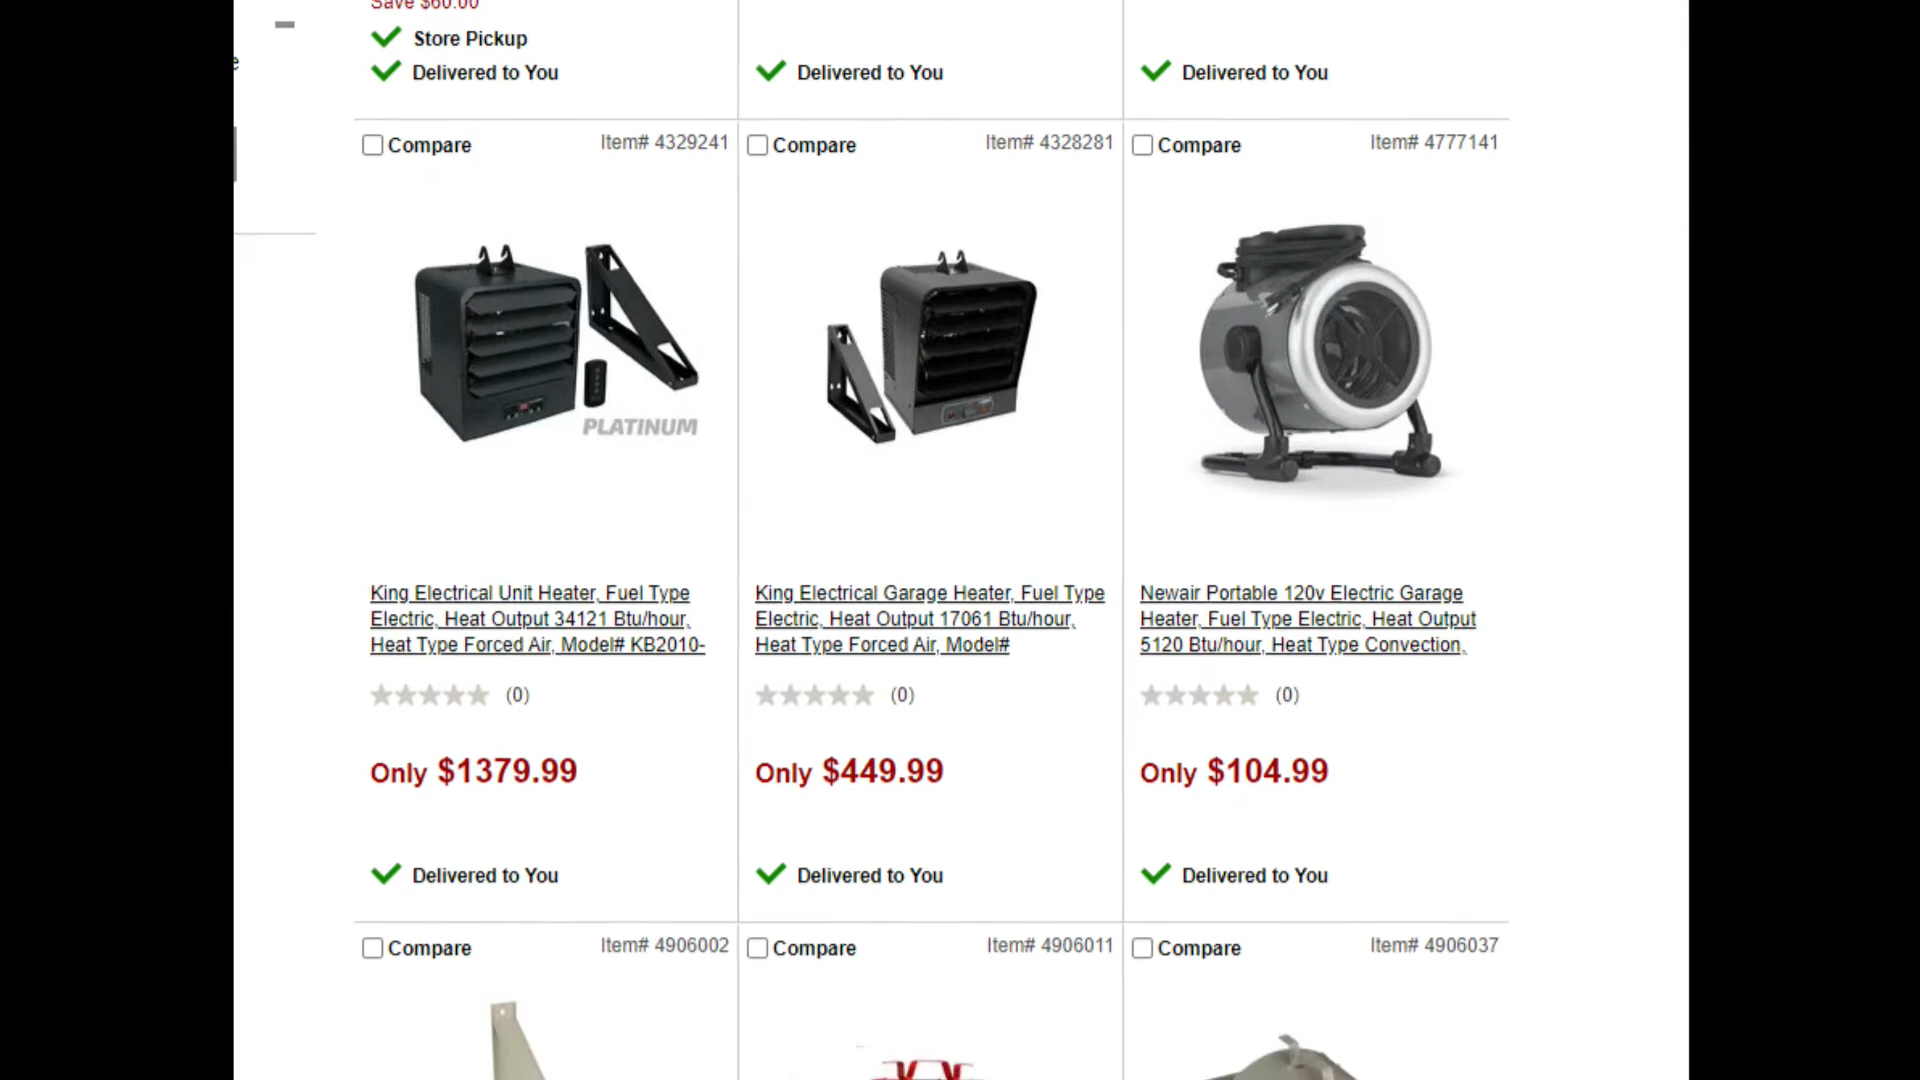 Save $60.00
Store Pickup
Delivered to You
Delivered to You
Delivered to You
Compare
Item# 4329241
Compare
Item# 4328281
Compare
Item# 4777141
PLATINUM
King Electrical Unit Heater, Fuel Type
Electric, Heat Output 34121 Btu/hour,
Heat Type Forced Air, Model# KB2010-
(0)
Only $1379.99
Delivered to You
King Electrical Garage Heater, Fuel Type
Electric, Heat Output 17061 Btu/hour,
Heat Type Forced Air, Model#
(0)
Only $449.99
Delivered to You
Newair Portable 120v Electric Garage
Heater, Fuel Type Electric, Heat Output
5120 Btu/hour, Heat Type Convection,
(0)
Only $104.99
Delivered to You
Compare
Item# 4906002
Compare
Item# 4906011
Compare
Item# 4906037